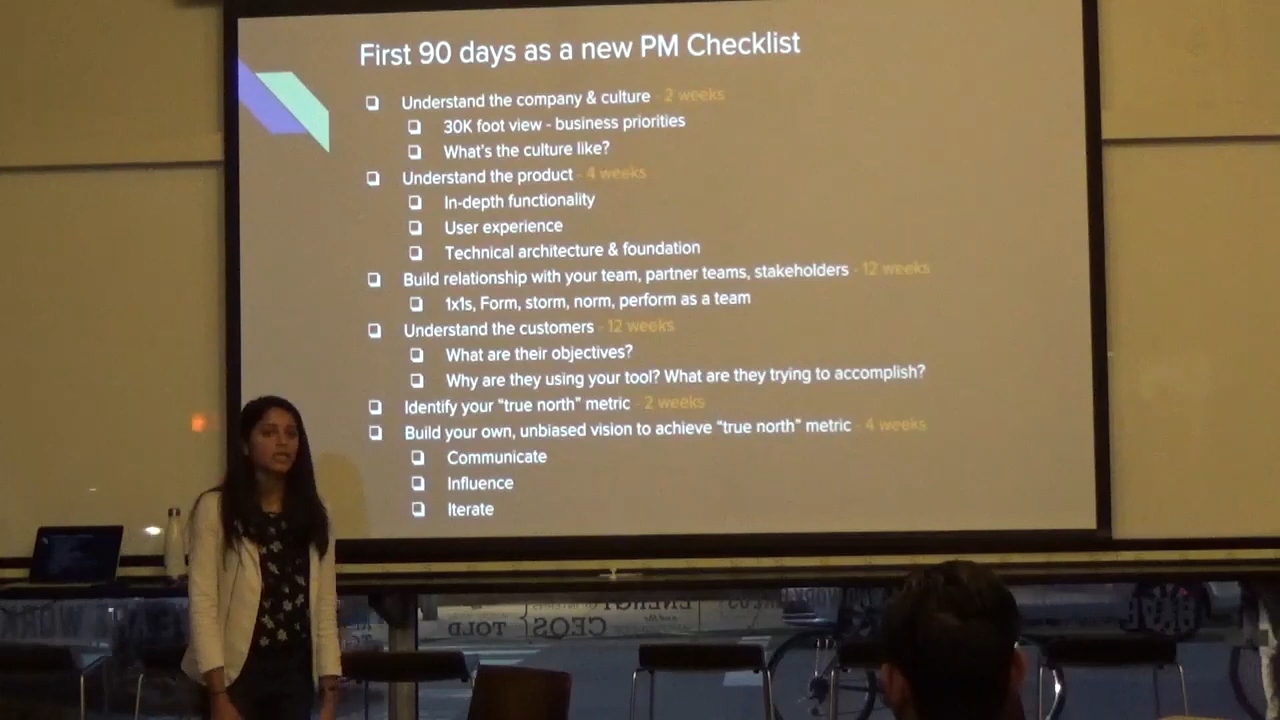 First 90 days as a new PM Checklist
Understand the company & culture - 2 weeks
30K foot view - business priorities
What's the culture like?
Understand the product - 4 weeks
In-depth functionality
User experience
Technical architecture & foundation
Build relationship with your team, partner teams, stakeholders - 12 weeks
1x1s, Form, storm, norm, perform as a team
Understand the customers - 12 weeks
What are their objectives?
Why are they using your tool? What are they trying to accomplish?
Identify your “true north” metric - 2 weeks
Build your own, unbiased vision to achieve “true north” metric - 4 weeks
Communicate
Influence
Iterate
ENERGY
CEOS
TOLD